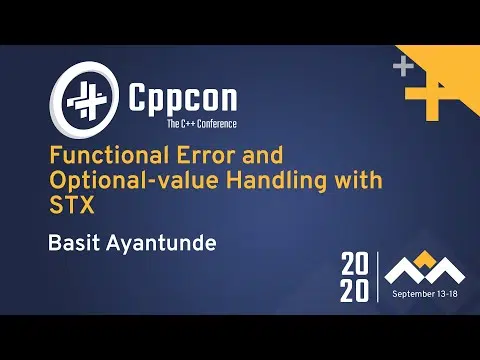 Cppcon
The C++ Conference
Functional Error and
Optional-value Handling with
STX
Basit Ayantunde
20
20
September 13-18